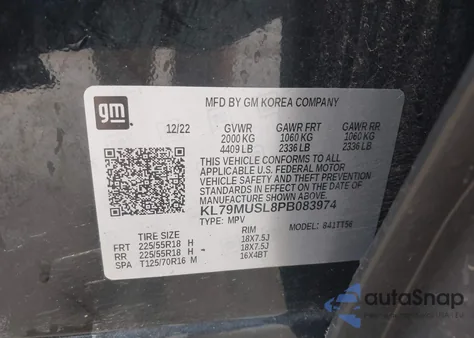 gm
MFD BY GM KOREA COMPANY
12/22 GVWR GAWR FRT GAWR RR
2000 KG 1060 KG 1060 KG
4409 LB 2336 LB 2336 LB
THIS VEHICLE CONFORMS TO ALL
APPLICABLE U.S. FEDERAL MOTOR
VEHICLE SAFETY AND THEFT
PREVENTION STANDARDS IN
EFFECT ON THE DATE OF
MANUFACTURE SHOWN ABOVE.
KL79MUSL8PB083974
TYPE: MPV MODEL: 841TT56
TIRE SIZE RIM
FRT 225/55R18 H 18X7.5J
RR 225/55R18 H 18X7.5J
SPA T125/70R16 M 16X4BT
autoSnap